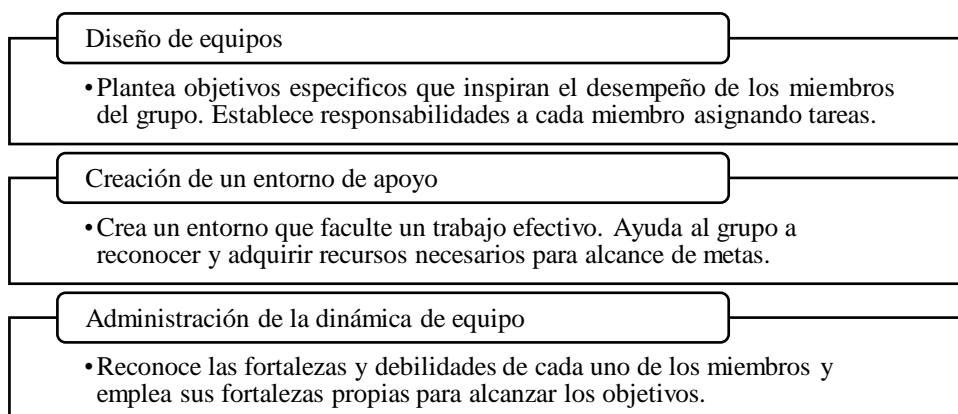 Diseño de equipos
•Plantea objetivos especificos que inspiran el desempeño de los miembros
del grupo. Establece responsabilidades a cada miembro asignando tareas.
Creación de un entorno de apoyo
•Crea un entorno que faculte un trabajo efectivo. Ayuda al grupo a
reconocer y adquirir recursos necesarios para alcance de metas.
Administración de la dinámica de equipo
•Reconoce las fortalezas y debilidades de cada uno de los miembros y
emplea sus fortalezas propias para alcanzar los objetivos.